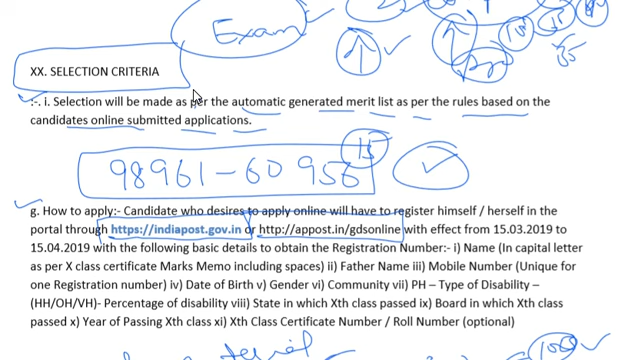 Exam
XX. SELECTION CRITERIA
:-. i. Selection will be made as per the automatic generated merit list as per the rules based on the
candidates online submitted applications.
15
98961-60956
g. How to apply:- Candidate who desires to apply online will have to register himself / herself in the
portal through https://indiapost.gov.in or http://appost.in/gdsonline with effect from 15.03.2019 to
15.04.2019 with the following basic details to obtain the Registration Number:- i) Name (In capital letter
as per X class certificate Marks Memo including spaces) ii) Father Name iii) Mobile Number (Unique for
one Registration number) iv) Date of Birth v) Gender vi) Community vii) PH – Type of Disability –
(HH/OH/VH)- Percentage of disability viii) State in which Xth class passed ix) Board in which Xth class
passed x) Year of Passing Xth class xi) Xth Class Certificate Number / Roll Number (optional)